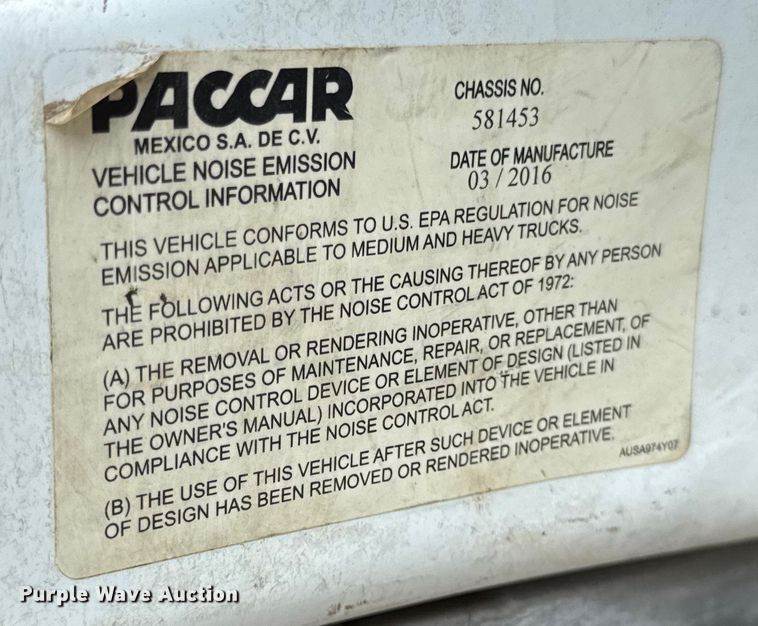 PACCAR
MEXICO S.A. DE C.V.
VEHICLE NOISE EMISSION
CONTROL INFORMATION
CHASSIS NO.
581453
DATE OF MANUFACTURE
03 / 2016
THIS VEHICLE CONFORMS TO U.S. EPA REGULATION FOR NOISE
EMISSION APPLICABLE TO MEDIUM AND HEAVY TRUCKS.
THE FOLLOWING ACTS OR THE CAUSING THEREOF BY ANY PERSON
ARE PROHIBITED BY THE NOISE CONTROL ACT OF 1972:
(A) THE REMOVAL OR RENDERING INOPERATIVE, OTHER THAN
FOR PURPOSES OF MAINTENANCE, REPAIR, OR REPLACEMENT, OF
ANY NOISE CONTROL DEVICE OR ELEMENT OF DESIGN (LISTED IN
THE OWNER'S MANUAL) INCORPORATED INTO THE VEHICLE IN
COMPLIANCE WITH THE NOISE CONTROL ACT.
(B) THE USE OF THIS VEHICLE AFTER SUCH DEVICE OR ELEMENT
OF DESIGN HAS BEEN REMOVED OR RENDERED INOPERATIVE.
AUSA974Y07
Purple Wave Auction